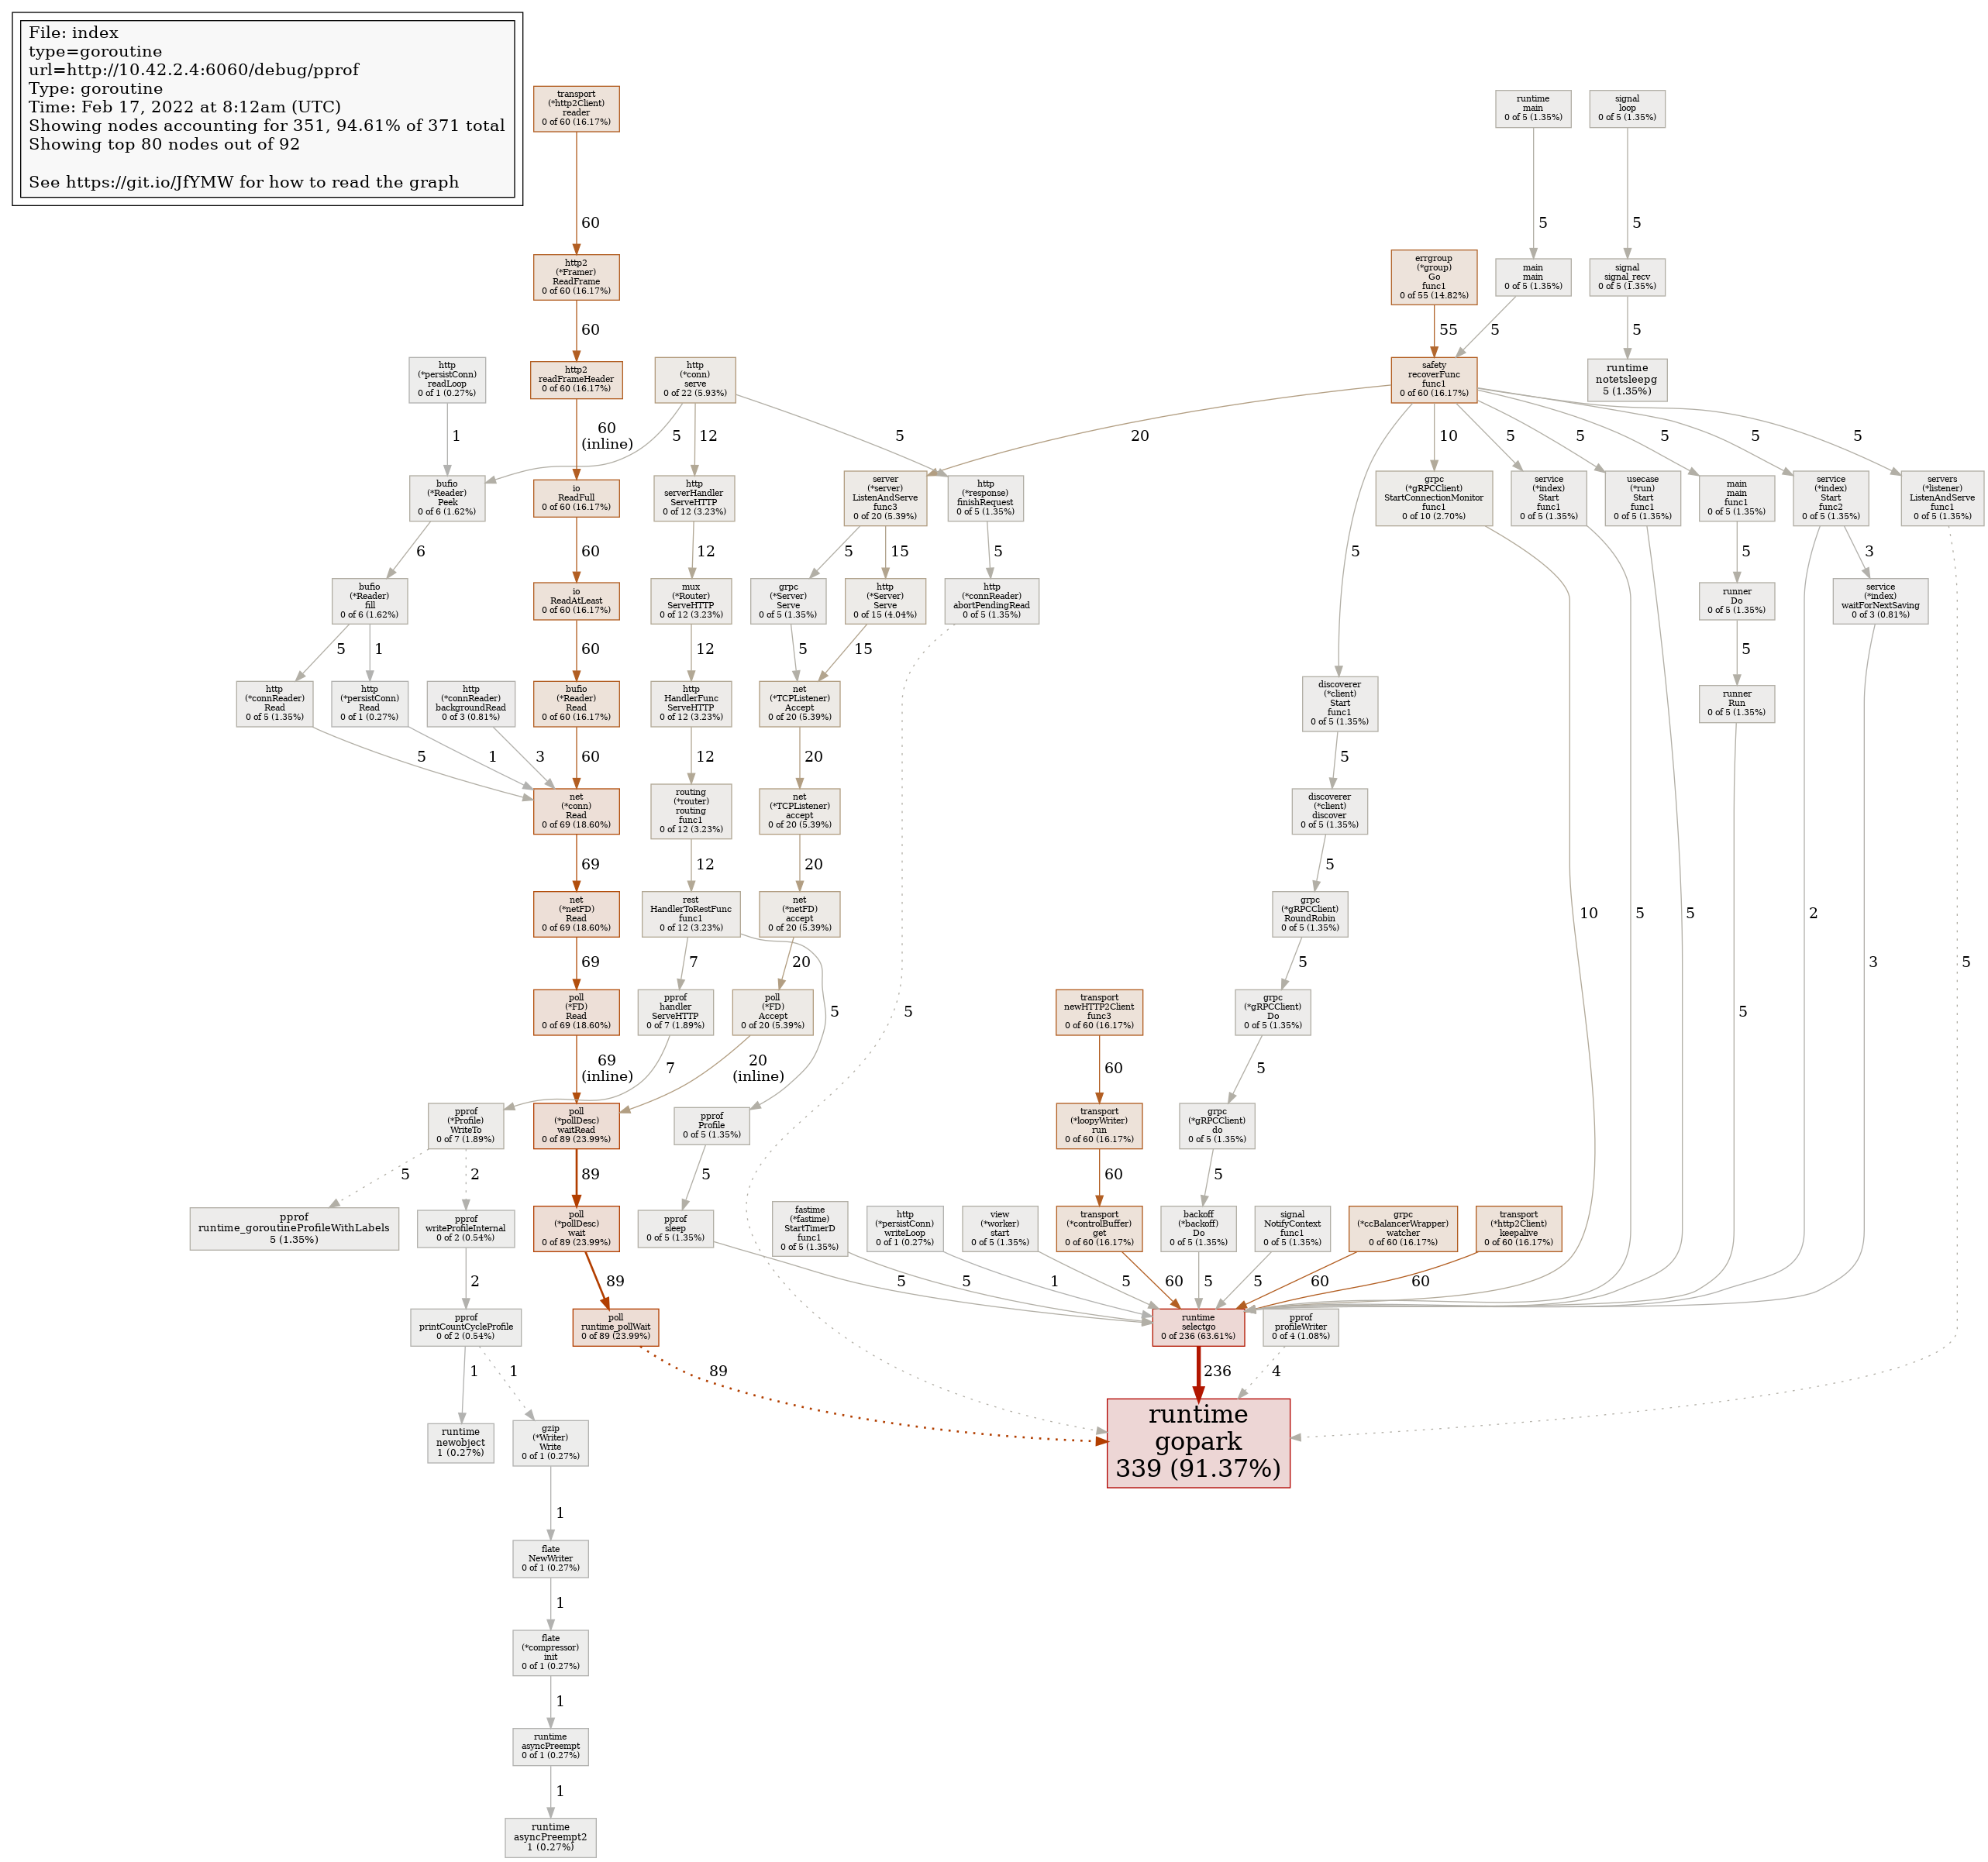 File: index
type=goroutine
url=http://10.42.2.4:6060/debug/pprof
Type: goroutine
Time: Feb 17, 2022 at 8:12am (UTC)
Showing nodes accounting for 351, 94.61% of 371 total
Showing top 80 nodes out of 92
See https://git.io/JfYMW for how to read the graph
transport
(*http2Client)
reader
0 of 60 (16.17%)
runtime
main
0 of 5 (1.35%)
signal
loop
0 of 5 (1.35%)
60
5
5
http2
(*Framer)
ReadFrame
0 of 60 (16.17%)
errgroup
(*group)
Go
func1
0 of 55 (14.82%)
main
main
0 of 5 (1.35%)
signal
signal_recv
0 of 5 (1.35%)
60
55
5
5
http
(*persistConn)
readLoop
0 of 1 (0.27%)
http2
readFrameHeader
0 of 60 (16.17%)
http
(*conn)
serve
0 of 22 (5.93%)
safety
recoverFunc
func1
0 of 60 (16.17%)
runtime
notetsleepg
5 (1.35%)
1
60
(inline)
5
12
5
20
5
10
5
5
5
5
5
bufio
(*Reader)
Peek
0 of 6 (1.62%)
io
ReadFull
0 of 60 (16.17%)
http
serverHandler
ServeHTTP
0 of 12 (3.23%)
server
(*server)
ListenAndServe
func3
0 of 20 (5.39%)
http
(*response)
finishRequest
0 of 5 (1.35%)
grpc
(*gRPCClient)
StartConnectionMonitor
func1
0 of 10 (2.70%)
service
(*index)
Start
func1
0 of 5 (1.35%)
usecase
(*run)
Start
func1
0 of 5 (1.35%)
main
main
func1
0 of 5 (1.35%)
service
(*index)
Start
func2
0 of 5 (1.35%)
servers
(*listener)
ListenAndServe
func1
0 of 5 (1.35%)
6
60
12
5
15
5
5
3
bufio
(*Reader)
fill
0 of 6 (1.62%)
io
ReadAtLeast
0 of 60 (16.17%)
mux
(*Router)
ServeHTTP
0 of 12 (3.23%)
grpc
(*Server)
Serve
0 of 5 (1.35%)
http
(*Server)
Serve
0 of 15 (4.04%)
http
(*connReader)
abortPendingRead
0 of 5 (1.35%)
runner
Do
0 of 5 (1.35%)
service
(*index)
waitForNextSaving
0 of 3 (0.81%)
5
1
60
12
5
15
5
http
(*connReader)
Read
0 of 5 (1.35%)
http
(*persistConn)
Read
0 of 1 (0.27%)
http
(*connReader)
backgroundRead
0 of 3 (0.81%)
bufio
(*Reader)
Read
0 of 60 (16.17%)
http
HandlerFunc
ServeHTTP
0 of 12 (3.23%)
net
(*TCPListener)
Accept
0 of 20 (5.39%)
discoverer
(*client)
Start
func1
0 of 5 (1.35%)
runner
Run
0 of 5 (1.35%)
5
1
3
60
12
20
5
net
(*conn)
Read
0 of 69 (18.60%)
routing
(*router)
routing
func1
0 of 12 (3.23%)
net
(*TCPListener)
accept
0 of 20 (5.39%)
discoverer
(*client)
discover
0 of 5 (1.35%)
69
12
20
5
net
(*netFD)
Read
0 of 69 (18.60%)
rest
HandlerToRestFunc
func1
0 of 12 (3.23%)
net
(*netFD)
accept
0 of 20 (5.39%)
grpc
(*gRPCClient)
RoundRobin
0 of 5 (1.35%)
10
5
5
2
69
7
20
5
3
5
poll
(*FD)
Read
0 of 69 (18.60%)
pprof
handler
ServeHTTP
0 of 7 (1.89%)
poll
(*FD)
Accept
0 of 20 (5.39%)
5
5
transport
newHTTP2Client
func3
0 of 60 (16.17%)
grpc
(*gRPCClient)
Do
0 of 5 (1.35%)
5
69
(inline)
7
20
(inline)
60
5
pprof
(*Profile)
WriteTo
0 of 7 (1.89%)
poll
(*pollDesc)
waitRead
0 of 89 (23.99%)
pprof
Profile
0 of 5 (1.35%)
transport
(*loopyWriter)
run
0 of 60 (16.17%)
grpc
(*gRPCClient)
do
0 of 5 (1.35%)
5
2
89
5
60
5
pprof
runtime_goroutineProfileWithLabels
5 (1.35%)
pprof
writeProfileInternal
0 of 2 (0.54%)
poll
(*pollDesc)
wait
0 of 89 (23.99%)
pprof
sleep
0 of 5 (1.35%)
fastime
(*fastime)
StartTimerD
func1
0 of 5 (1.35%)
http
(*persistConn)
writeLoop
0 of 1 (0.27%)
view
(*worker)
start
0 of 5 (1.35%)
transport
(*controlBuffer)
get
0 of 60 (16.17%)
backoff
(*backoff)
Do
0 of 5 (1.35%)
signal
NotifyContext
func1
0 of 5 (1.35%)
grpc
(*ccBalancerWrapper)
watcher
0 of 60 (16.17%)
transport
(*http2Client)
keepalive
0 of 60 (16.17%)
2
89
5
5
1
5
60
5
5
60
60
pprof
printCountCycleProfile
0 of 2 (0.54%)
poll
runtime_pollWait
0 of 89 (23.99%)
runtime
selectgo
0 of 236 (63.61%)
pprof
profileWriter
0 of 4 (1.08%)
1
1
89
236
4
runtime
newobject
1 (0.27%)
gzip
(*Writer)
Write
0 of 1 (0.27%)
runtime
gopark
339 (91.37%)
1
flate
NewWriter
0 of 1 (0.27%)
1
flate
(*compressor)
init
0 of 1 (0.27%)
1
runtime
asyncPreempt
0 of 1 (0.27%)
1
runtime
asyncPreempt2
1 (0.27%)